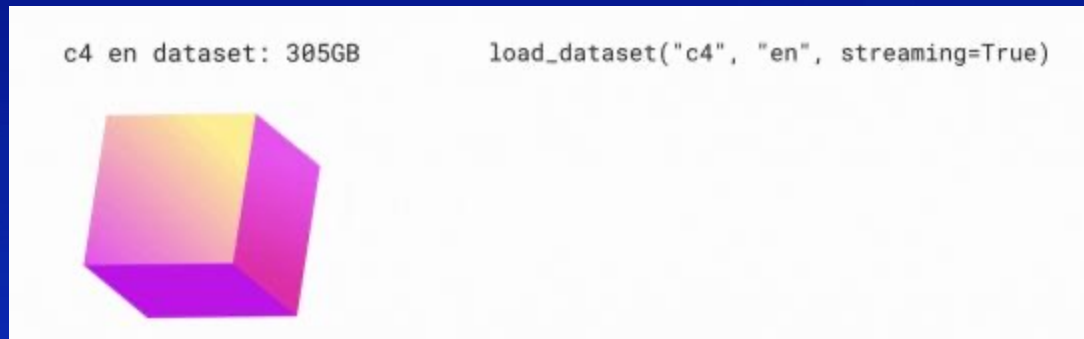 c4 en dataset: 305GB
load_dataset("c4", "en", streaming=True)